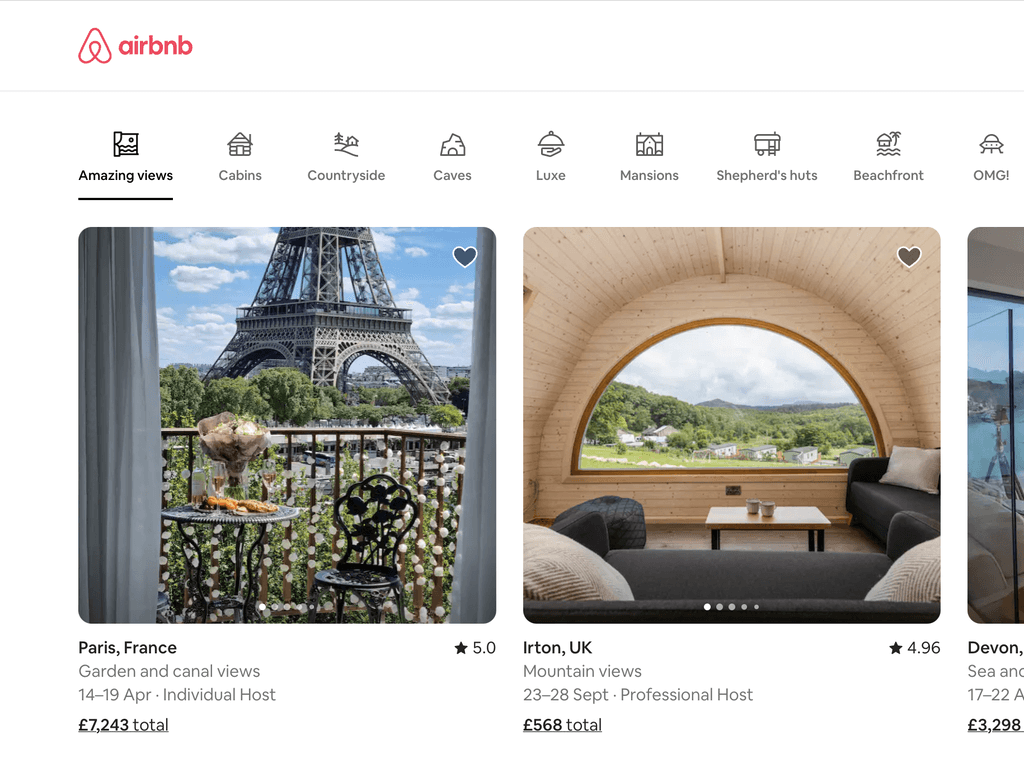 airbnb
Amazing views
Cabins
Countryside
Caves
Luxe
Mansions
Shepherd's huts
Beachfront
OMG!
Paris, France
5.0
Garden and canal views
14–19 Apr · Individual Host
£7,243 total
Irton, UK
4.96
Mountain views
23–28 Sept · Professional Host
£568 total
Devon,
Sea and
17–22 A
£3,298